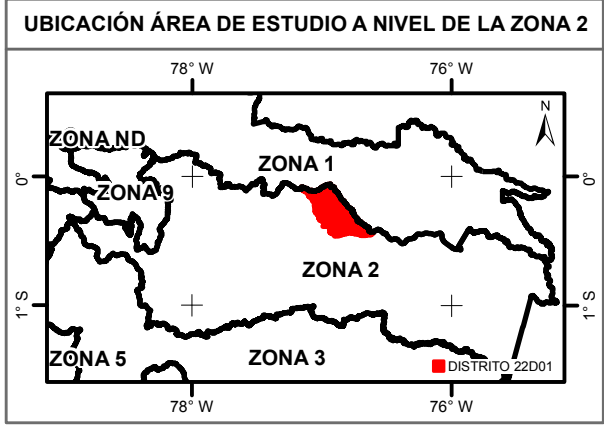 UBICACIÓN ÁREA DE ESTUDIO A NIVEL DE LA ZONA 2
78° W
76° W
N
ZONA ND
ZONA 1
0°
ZONA 9
0°
ZONA 2
1° S
1° S
ZONA 5
ZONA 3
DISTRITO 22D01
78° W
76° W